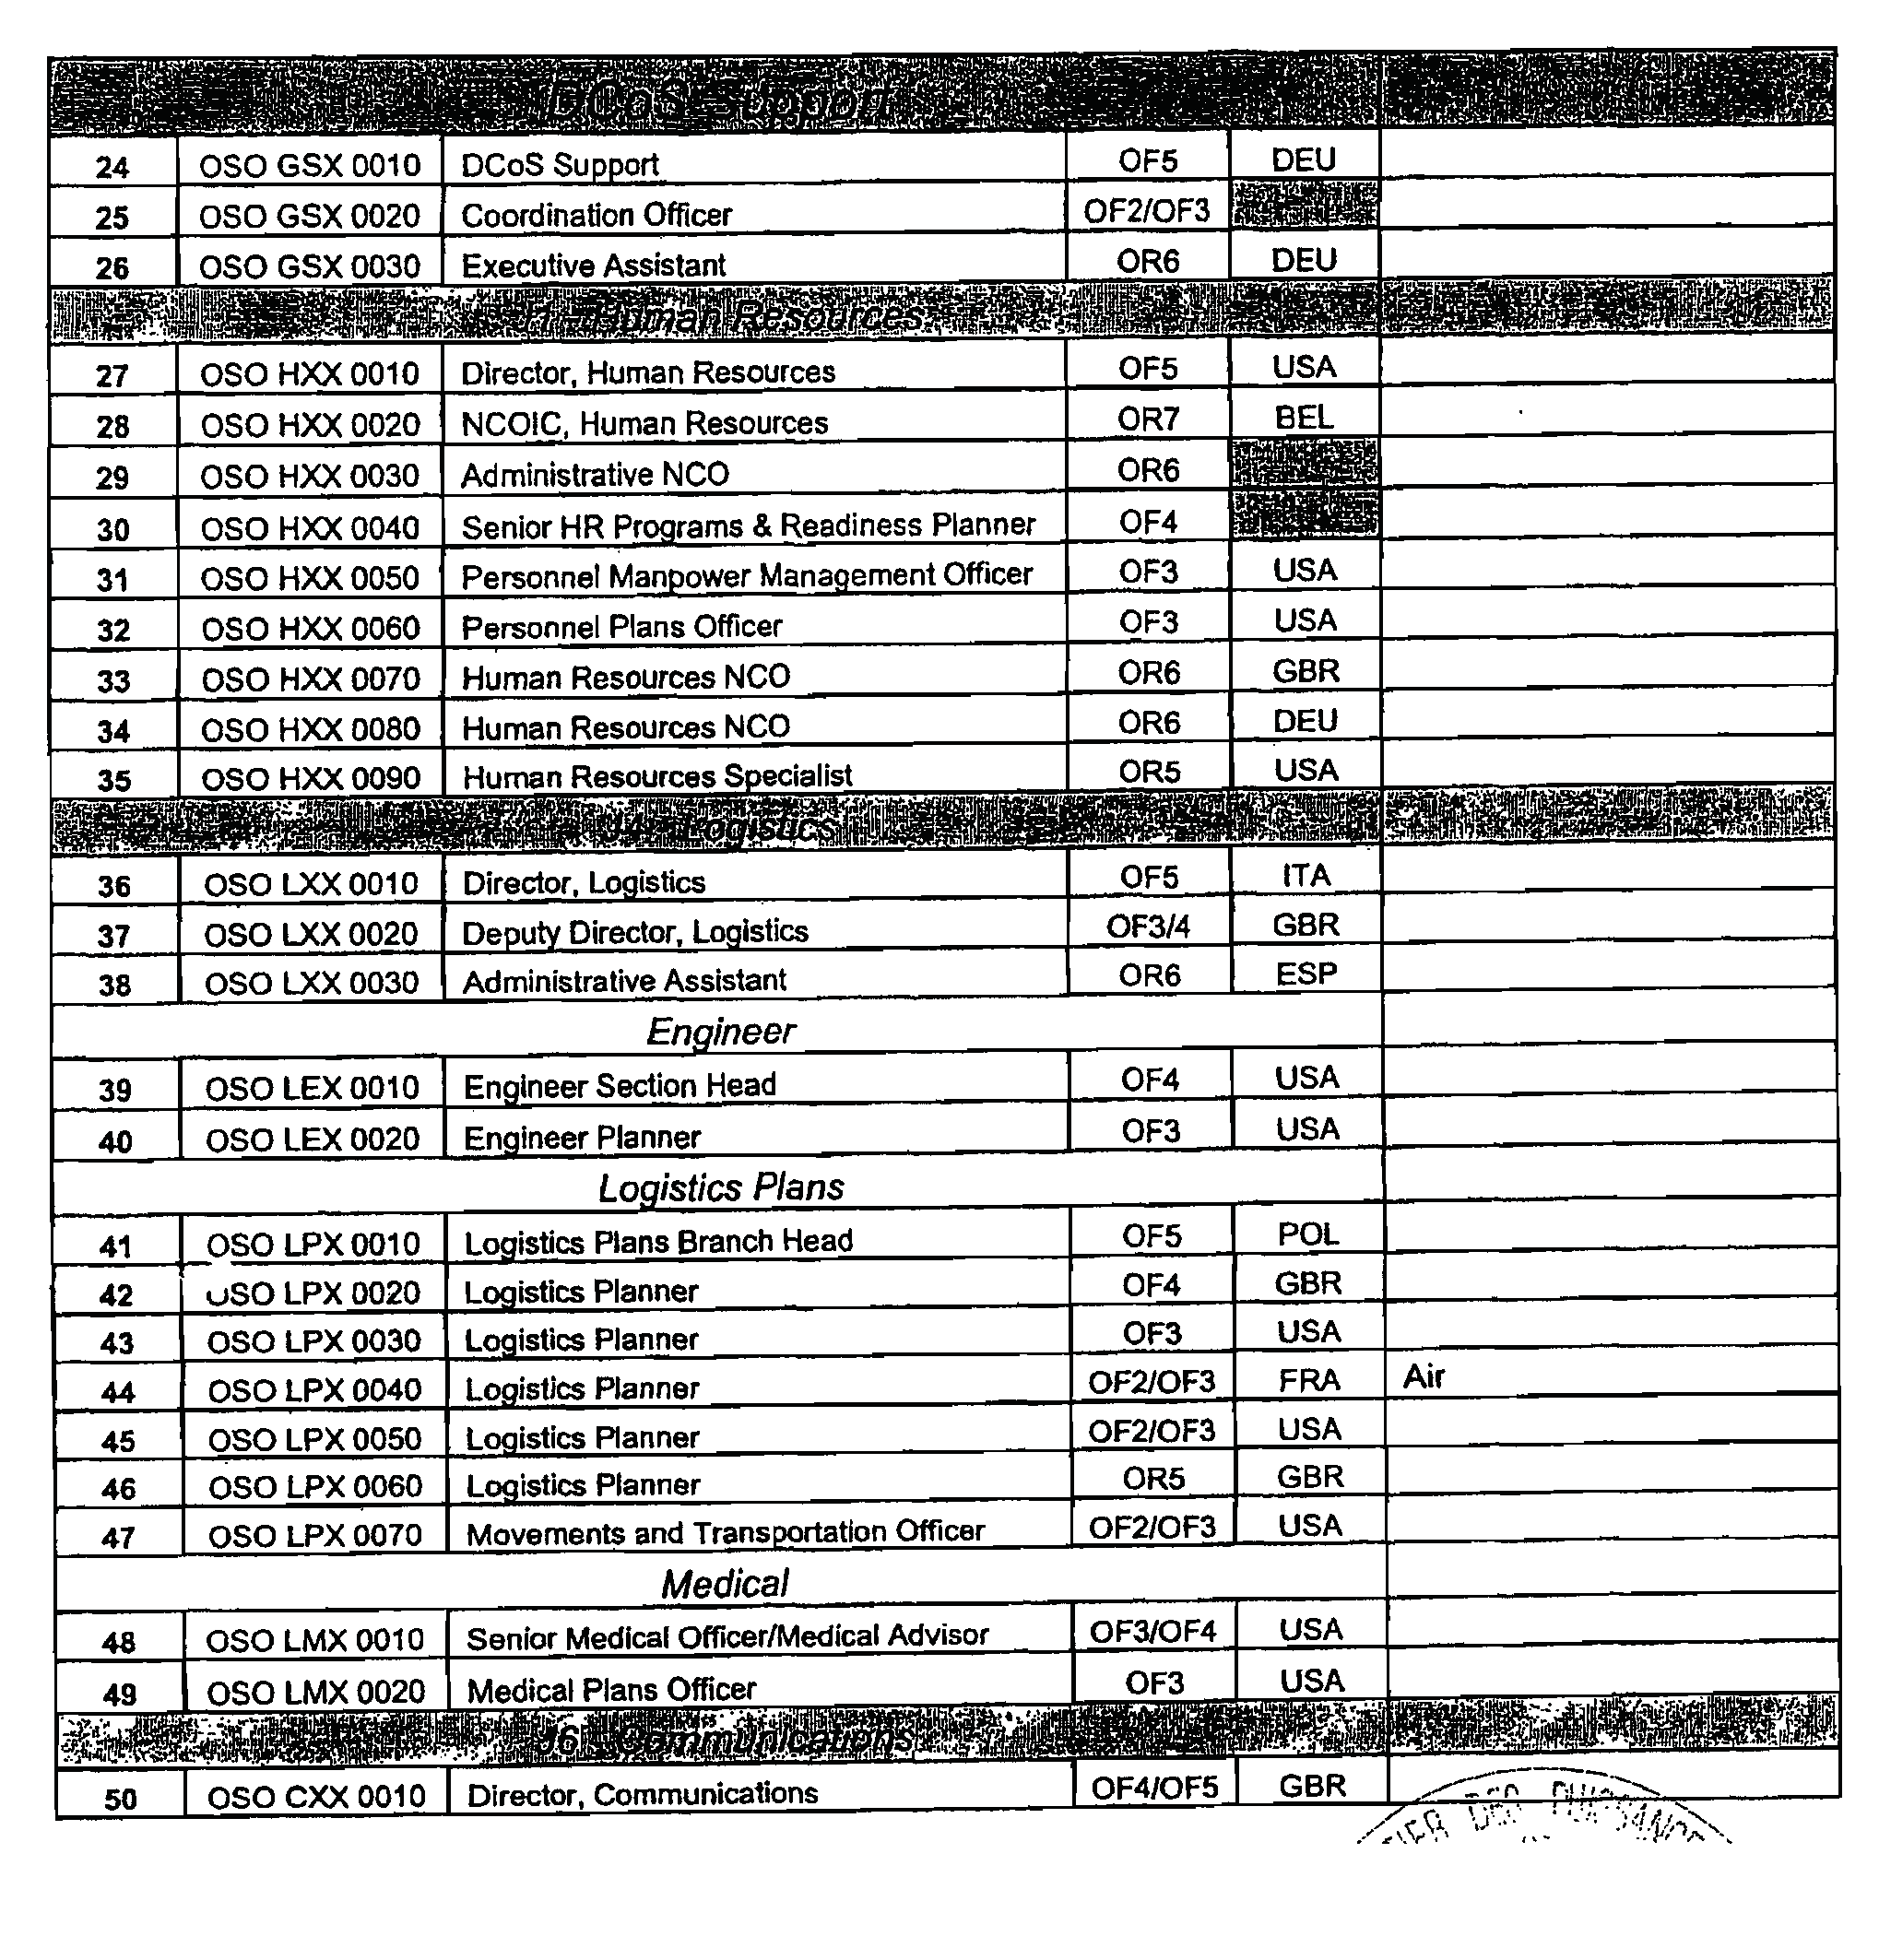 DCoS Support
24 OSO GSX 0010 DCoS Support OF5 DEU
25 OSO GSX 0020 Coordination Officer OF2/OF3
26 OSO GSX 0030 Executive Assistant OR6 DEU
Human Resources
27 OSO HXX 0010 Director, Human Resources OF5 USA
28 OSO HXX 0020 NCOIC, Human Resources OR7 BEL
29 OSO HXX 0030 Administrative NCO OR6
30 OSO HXX 0040 Senior HR Programs & Readiness Planner OF4
31 OSO HXX 0050 Personnel Manpower Management Officer OF3 USA
32 OSO HXX 0060 Personnel Plans Officer OF3 USA
33 OSO HXX 0070 Human Resources NCO OR6 GBR
34 OSO HXX 0080 Human Resources NCO OR6 DEU
35 OSO HXX 0090 Human Resources Specialist OR5 USA
J4 Logistics
36 OSO LXX 0010 Director, Logistics OF5 ITA
37 OSO LXX 0020 Deputy Director, Logistics OF3/4 GBR
38 OSO LXX 0030 Administrative Assistant OR6 ESP
Engineer
39 OSO LEX 0010 Engineer Section Head OF4 USA
40 OSO LEX 0020 Engineer Planner OF3 USA
Logistics Plans
41 OSO LPX 0010 Logistics Plans Branch Head OF5 POL
42 OSO LPX 0020 Logistics Planner OF4 GBR
43 OSO LPX 0030 Logistics Planner OF3 USA
44 OSO LPX 0040 Logistics Planner OF2/OF3 FRA Air
45 OSO LPX 0050 Logistics Planner OF2/OF3 USA
46 OSO LPX 0060 Logistics Planner OR5 GBR
47 OSO LPX 0070 Movements and Transportation Officer OF2/OF3 USA
Medical
48 OSO LMX 0010 Senior Medical Officer/Medical Advisor OF3/OF4 USA
49 OSO LMX 0020 Medical Plans Officer OF3 USA
J6 Communications
50 OSO CXX 0010 Director, Communications OF4/OF5 GBR